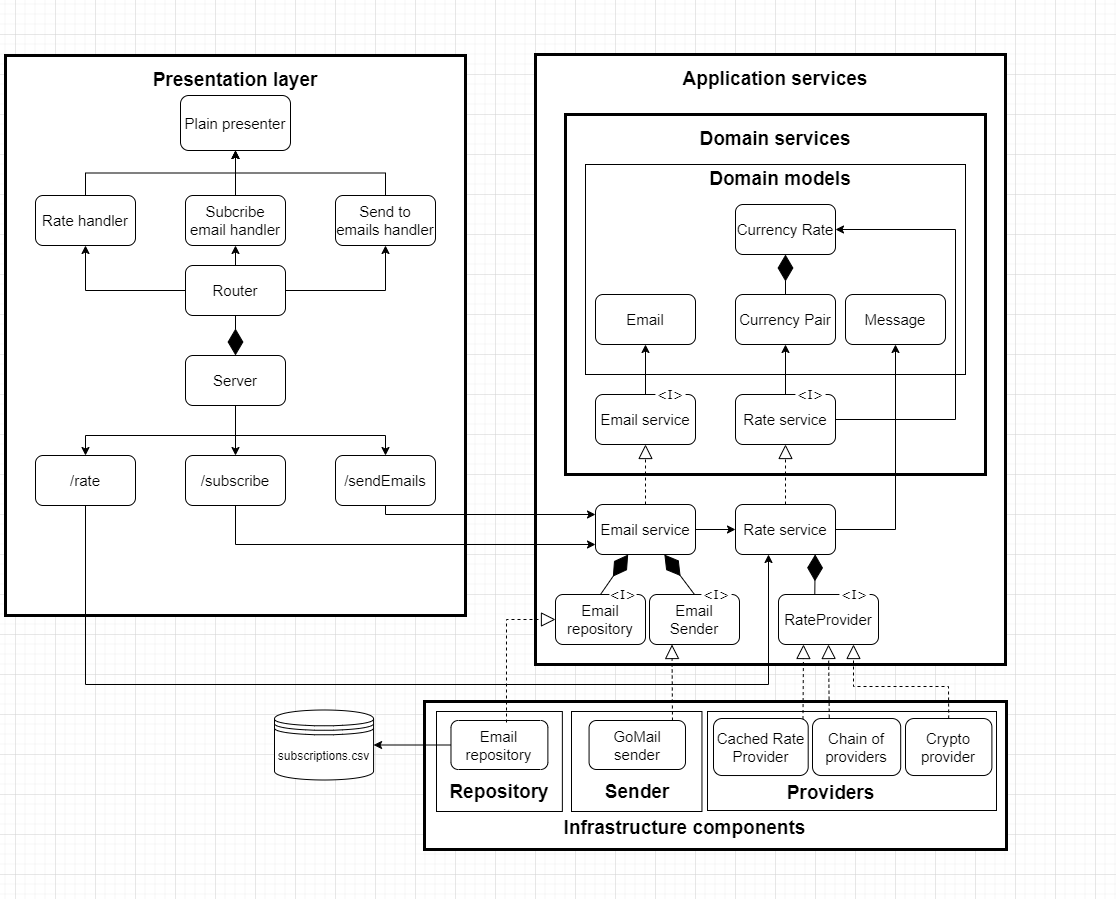 Presentation layer
Plain presenter
Rate handler
Subcribe
email handler
Send to
emails handler
Router
Server
/rate
/subscribe
/sendEmails
Application services
Domain services
Domain models
Currency Rate
Email
Currency Pair
Message
<I>
Email service
<I>
Rate service
Email service
Rate service
<I>
Email
repository
<I>
Email
Sender
<I>
RateProvider
subscriptions.csv
Email
repository
Repository
GoMail
sender
Sender
Cached Rate
Provider
Chain of
providers
Crypto
provider
Providers
Infrastructure components